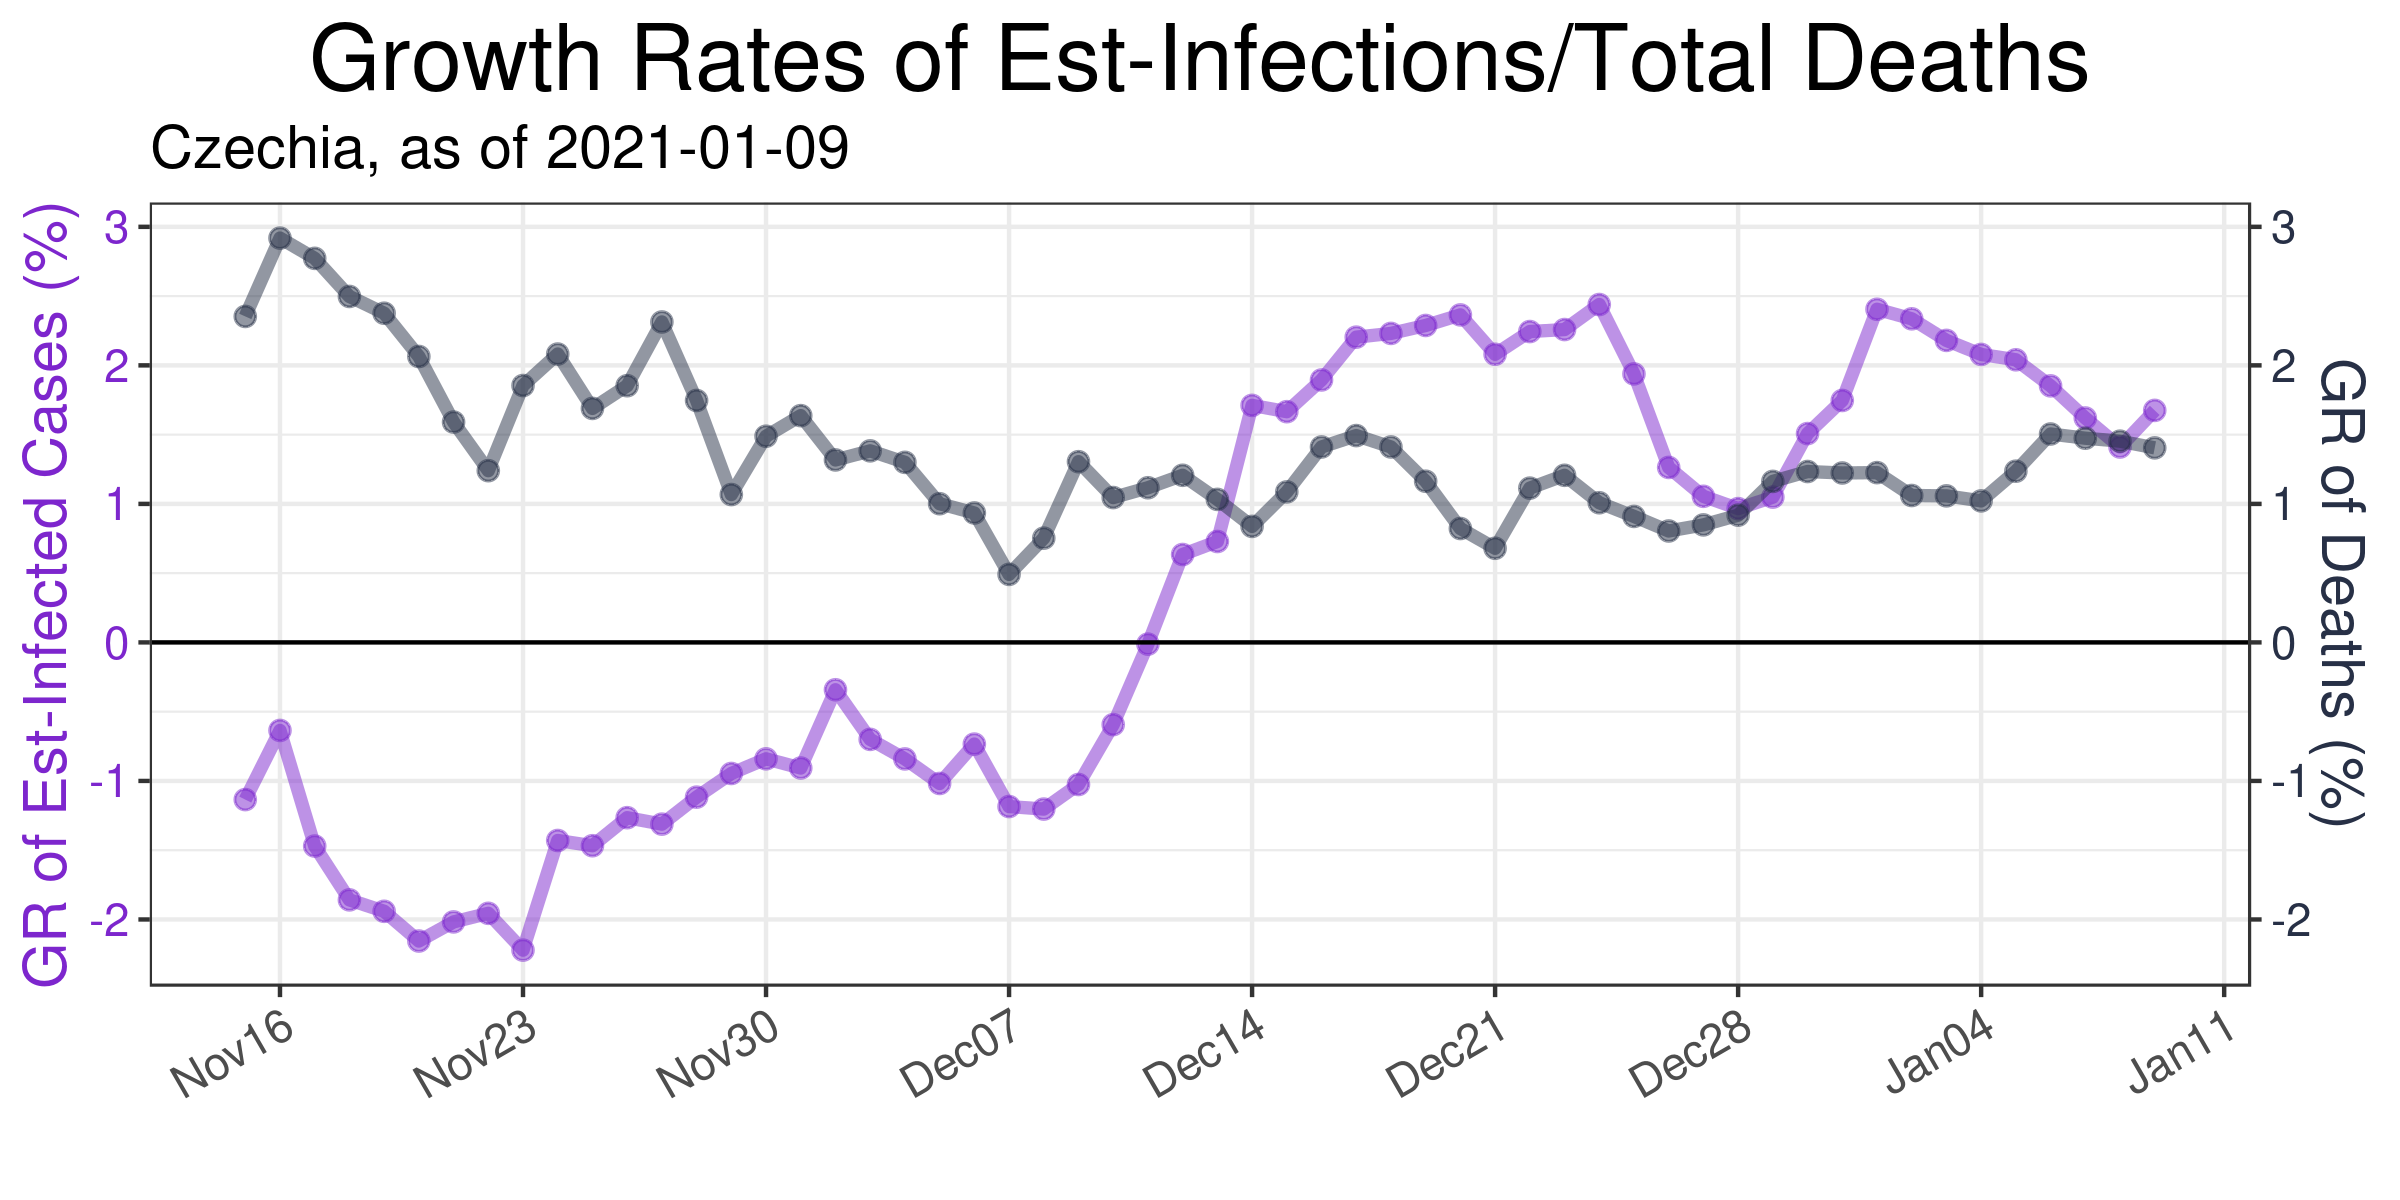 Growth Rates of Est-Infections/Total Deaths
Czechia, as of 2021-01-09
GR of Est-Infected Cases (%)
3
2
1
0
-1
-2
3
2
1
0
-1
-2
GR of Deaths (%)
Nov16
Nov23
Nov30
Dec07
Dec14
Dec21
Dec28
Jan04
Jan11